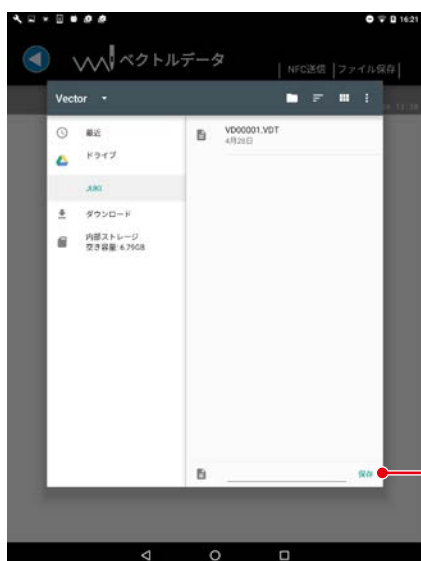 16:21
ベクトルデータ
NFC送信
ファイル保存
Vector
最近
ドライブ
JUKI
ダウンロード
内部ストレージ
空き容量: 6.79GB
VD00001.VDT
4月28日
保存